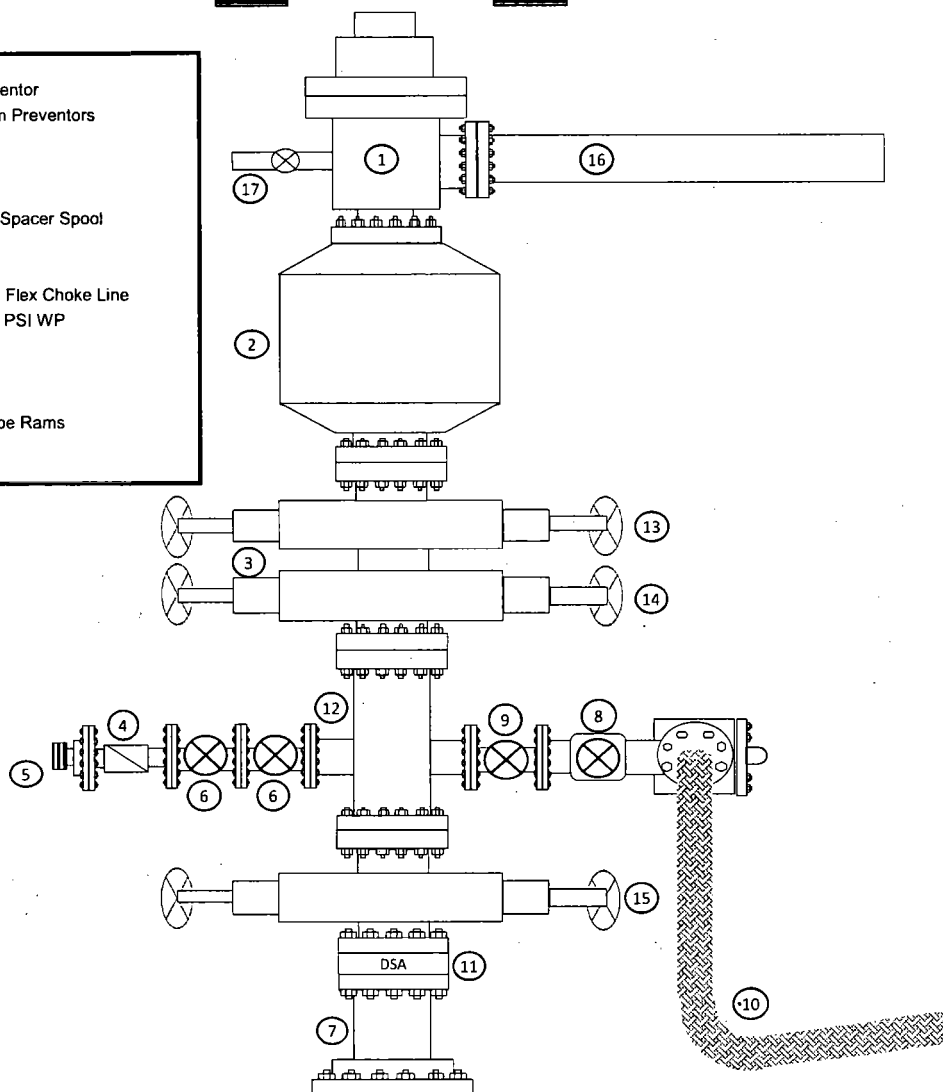 entor
n Preventors
Spacer Spool
Flex Choke Line
PSI WP
pe Rams
1
16
17
2
13
3
14
12
4
9
8
5
6
6
15
DSA
11
10
7